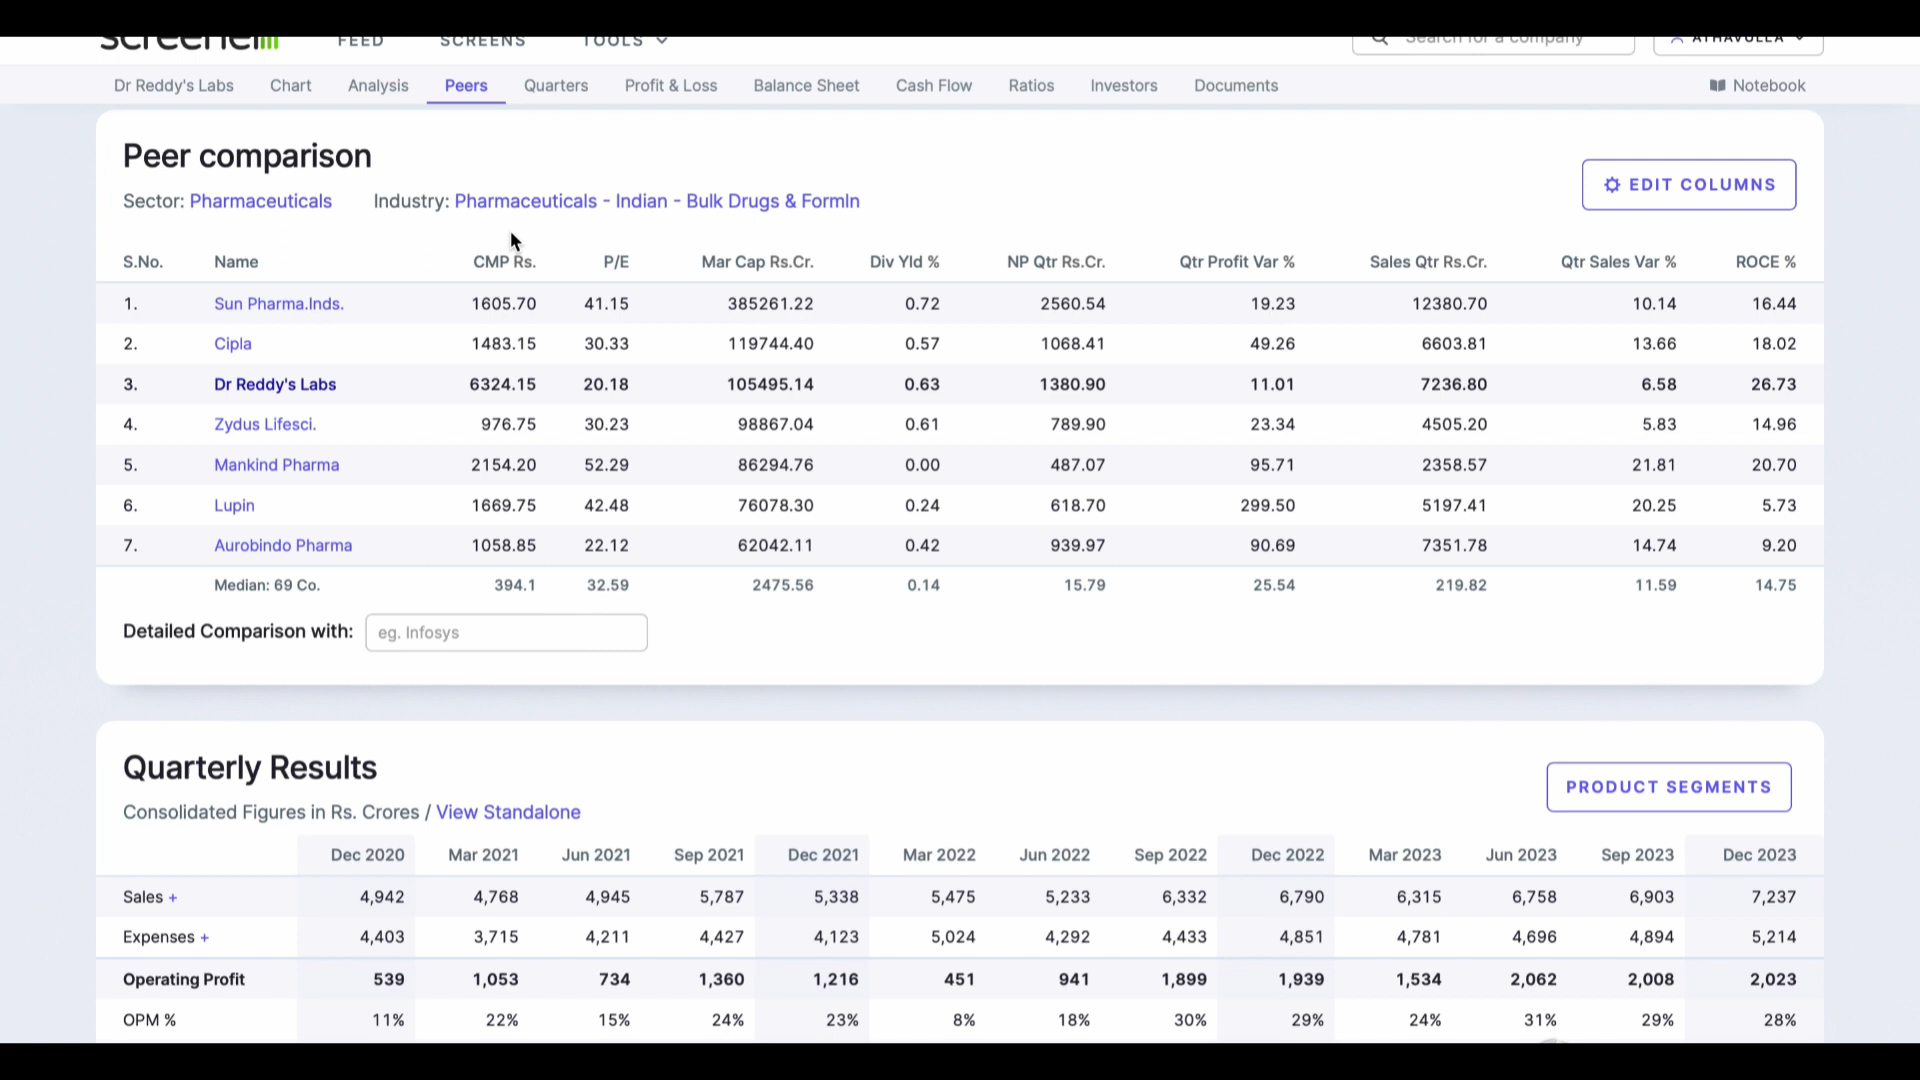 screener
FEED SCREENS TOOLS Search for a company ATHAVULLA
Dr Reddy's Labs Chart Analysis Peers Quarters Profit & Loss Balance Sheet Cash Flow Ratios Investors Documents Notebook
Peer comparison
EDIT COLUMNS
Sector: Pharmaceuticals Industry: Pharmaceuticals - Indian - Bulk Drugs & Formln
S.No. Name CMP Rs. P/E Mar Cap Rs.Cr. Div Yld % NP Qtr Rs.Cr. Qtr Profit Var % Sales Qtr Rs.Cr. Qtr Sales Var % ROCE %
1. Sun Pharma.Inds. 1605.70 41.15 385261.22 0.72 2560.54 19.23 12380.70 10.14 16.44
2. Cipla 1483.15 30.33 119744.40 0.57 1068.41 49.26 6603.81 13.66 18.02
3. Dr Reddy's Labs 6324.15 20.18 105495.14 0.63 1380.90 11.01 7236.80 6.58 26.73
4. Zydus Lifesci. 976.75 30.23 98867.04 0.61 789.90 23.34 4505.20 5.83 14.96
5. Mankind Pharma 2154.20 52.29 86294.76 0.00 487.07 95.71 2358.57 21.81 20.70
6. Lupin 1669.75 42.48 76078.30 0.24 618.70 299.50 5197.41 20.25 5.73
7. Aurobindo Pharma 1058.85 22.12 62042.11 0.42 939.97 90.69 7351.78 14.74 9.20
Median: 69 Co. 394.1 32.59 2475.56 0.14 15.79 25.54 219.82 11.59 14.75
Detailed Comparison with: eg. Infosys
Quarterly Results
PRODUCT SEGMENTS
Consolidated Figures in Rs. Crores / View Standalone
Dec 2020 Mar 2021 Jun 2021 Sep 2021 Dec 2021 Mar 2022 Jun 2022 Sep 2022 Dec 2022 Mar 2023 Jun 2023 Sep 2023 Dec 2023
Sales + 4,942 4,768 4,945 5,787 5,338 5,475 5,233 6,332 6,790 6,315 6,758 6,903 7,237
Expenses + 4,403 3,715 4,211 4,427 4,123 5,024 4,292 4,433 4,851 4,781 4,696 4,894 5,214
Operating Profit 539 1,053 734 1,360 1,216 451 941 1,899 1,939 1,534 2,062 2,008 2,023
OPM % 11% 22% 15% 24% 23% 8% 18% 30% 29% 24% 31% 29% 28%